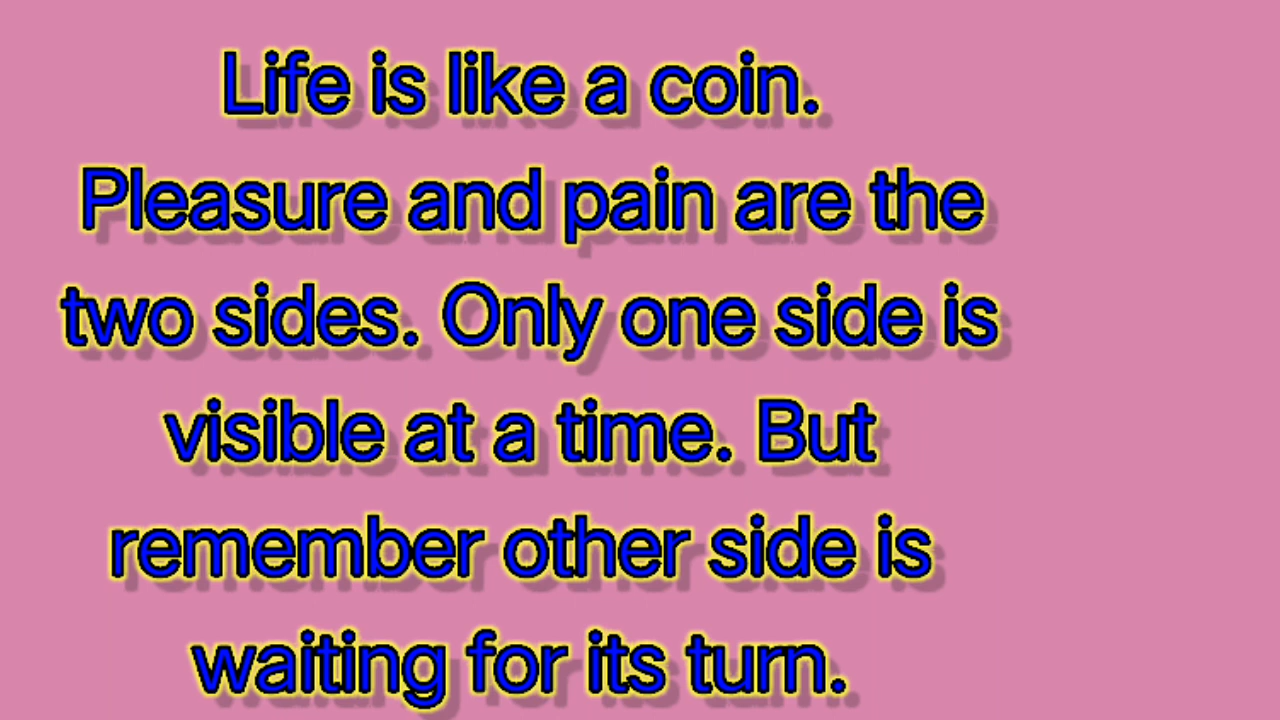 Life is like a coin.
Pleasure and pain are the
two sides. Only one side is
visible at a time. But
remember other side is
waiting for its turn.